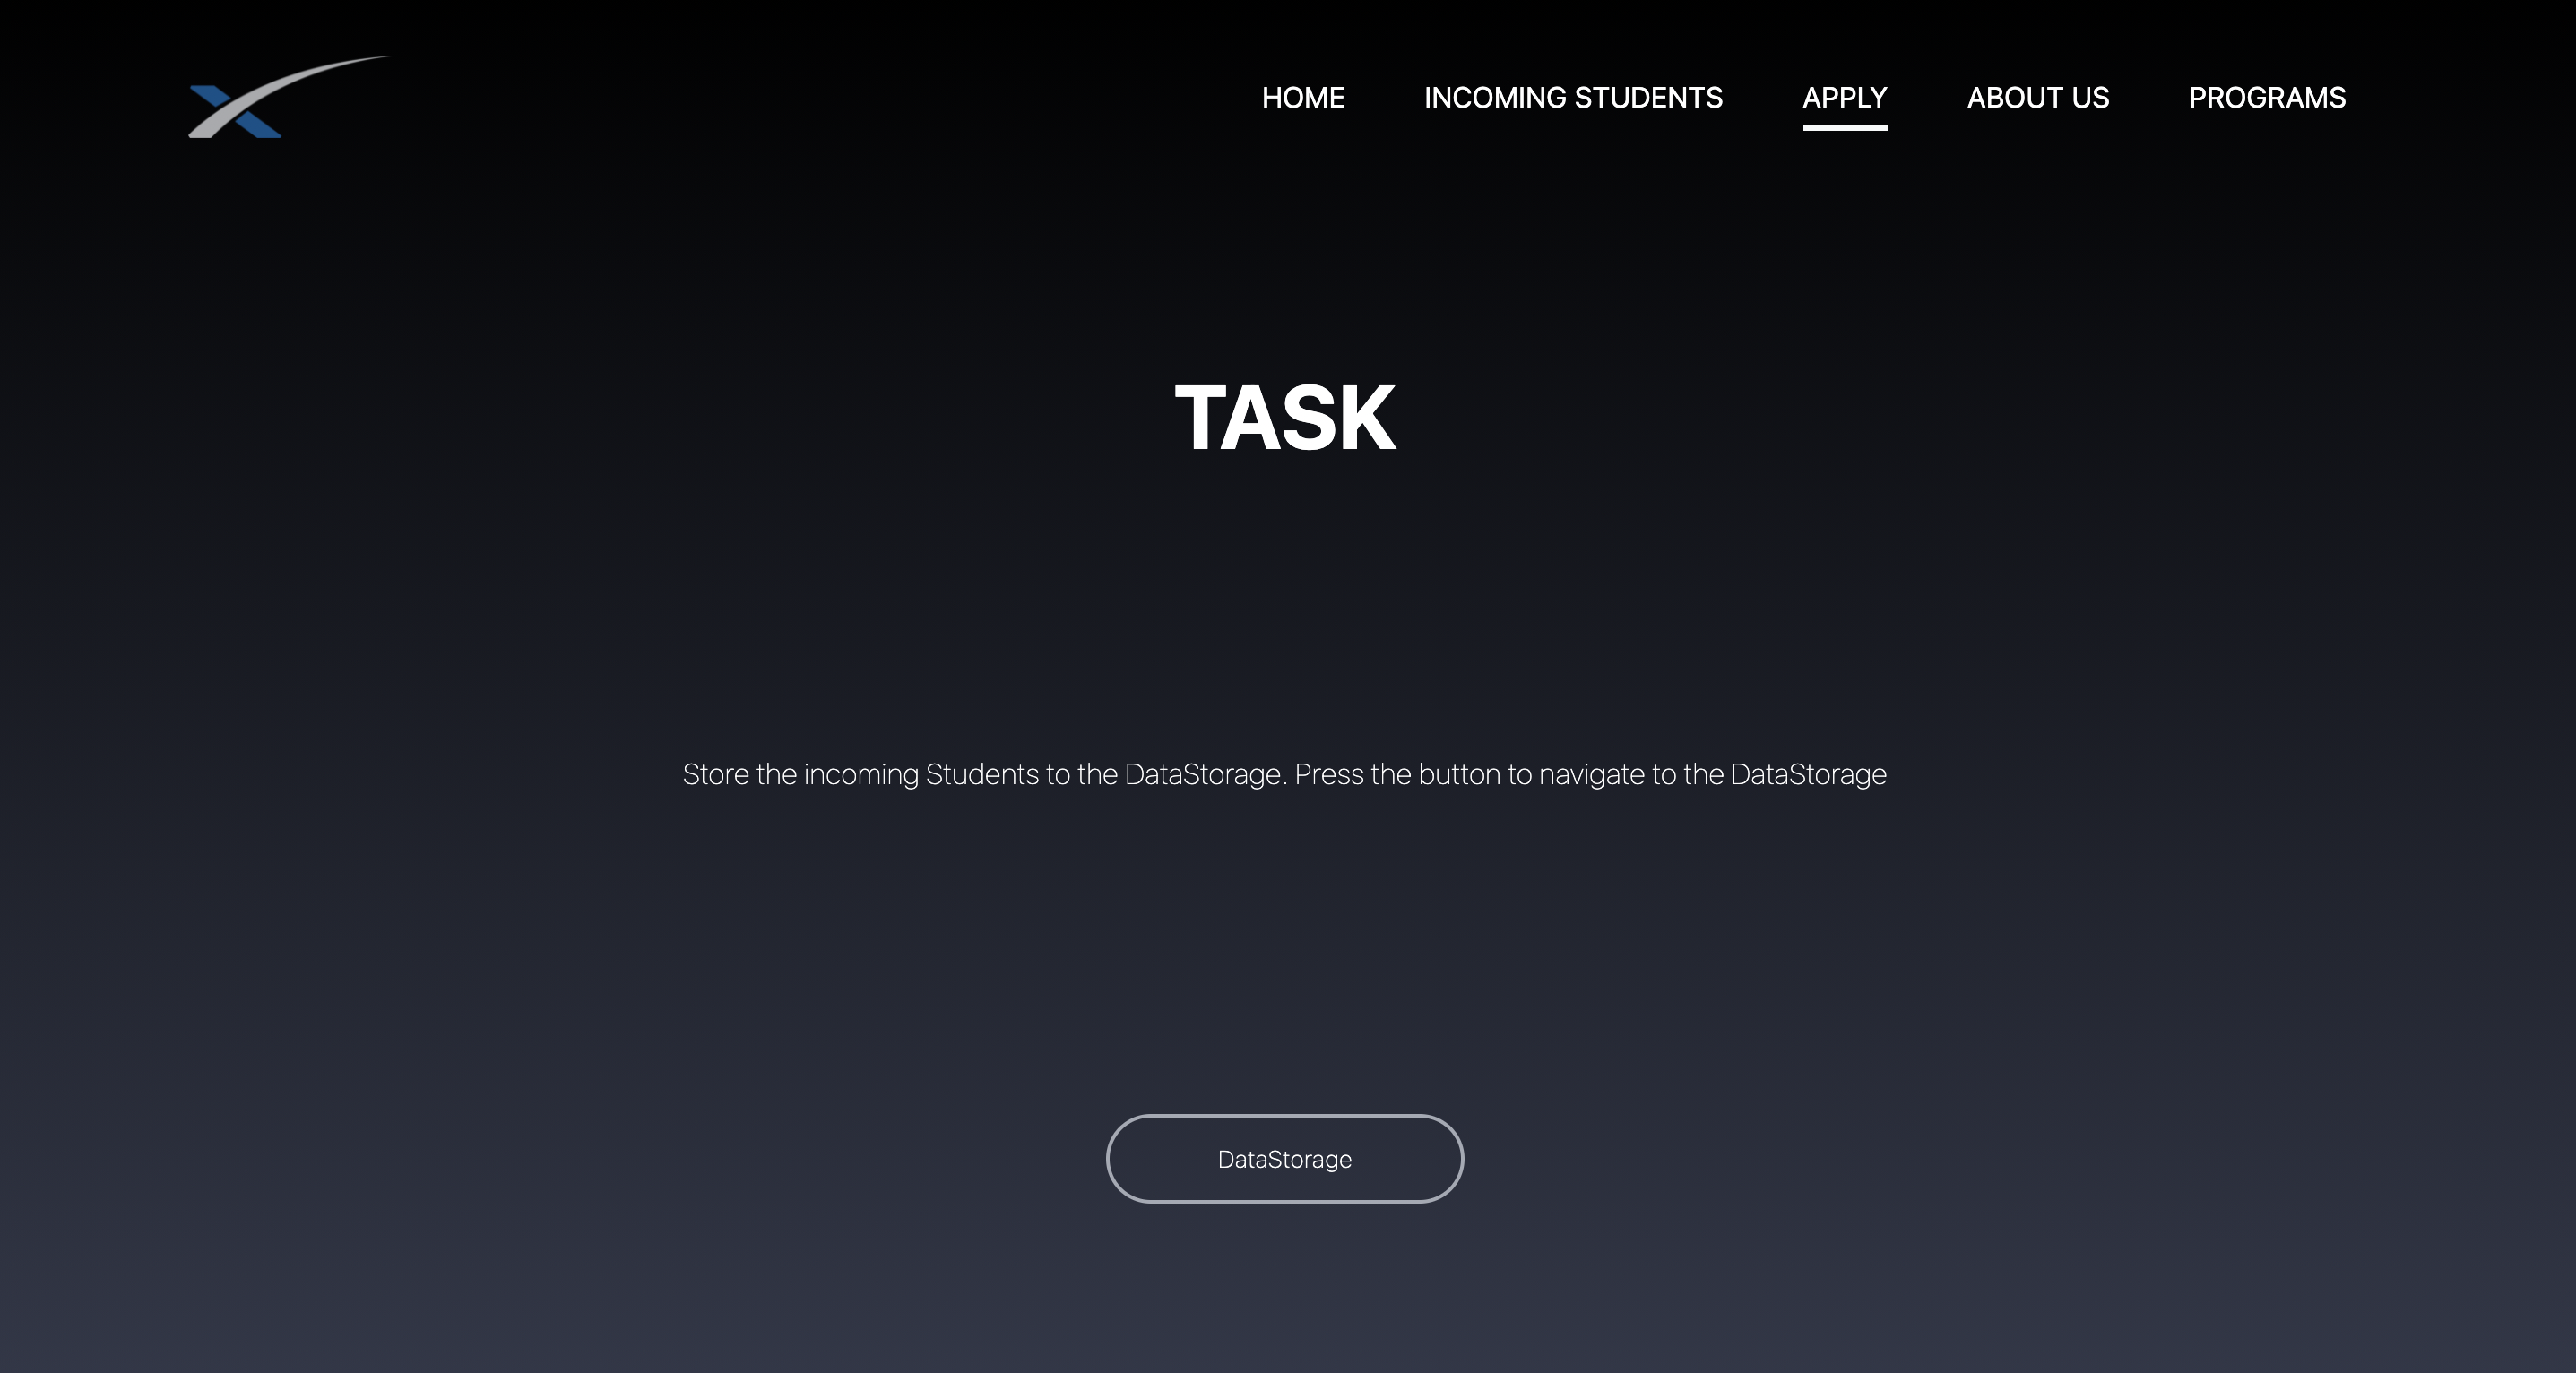 HOME INCOMING STUDENTS APPLY ABOUT US PROGRAMS
TASK
Store the incoming Students to the DataStorage. Press the button to navigate to the DataStorage
DataStorage